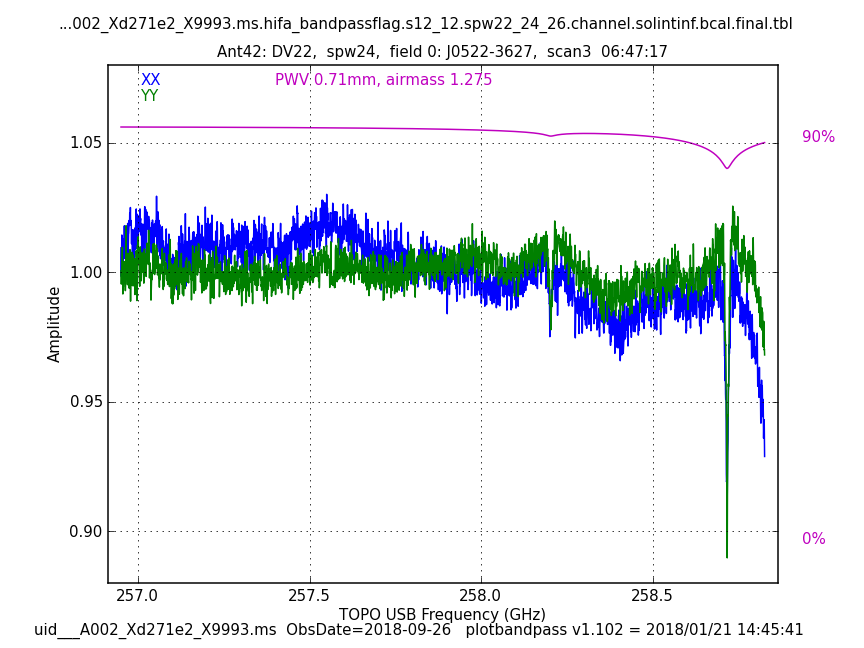 ...002_Xd271e2_X9993.ms.hifa_bandpassflag.s12_12.spw22_24_26.channel.solintinf.bcal.final.tbl
Ant42: DV22,  spw24,  field 0: J0522-3627,  scan3  06:47:17
XX
YY
PWV 0.71mm, airmass 1.275
90%
1.05
1.00
0.95
0.90
0%
Amplitude
257.0
257.5
258.0
258.5
TOPO USB Frequency (GHz)
uid___A002_Xd271e2_X9993.ms  ObsDate=2018-09-26   plotbandpass v1.102 = 2018/01/21 14:45:41